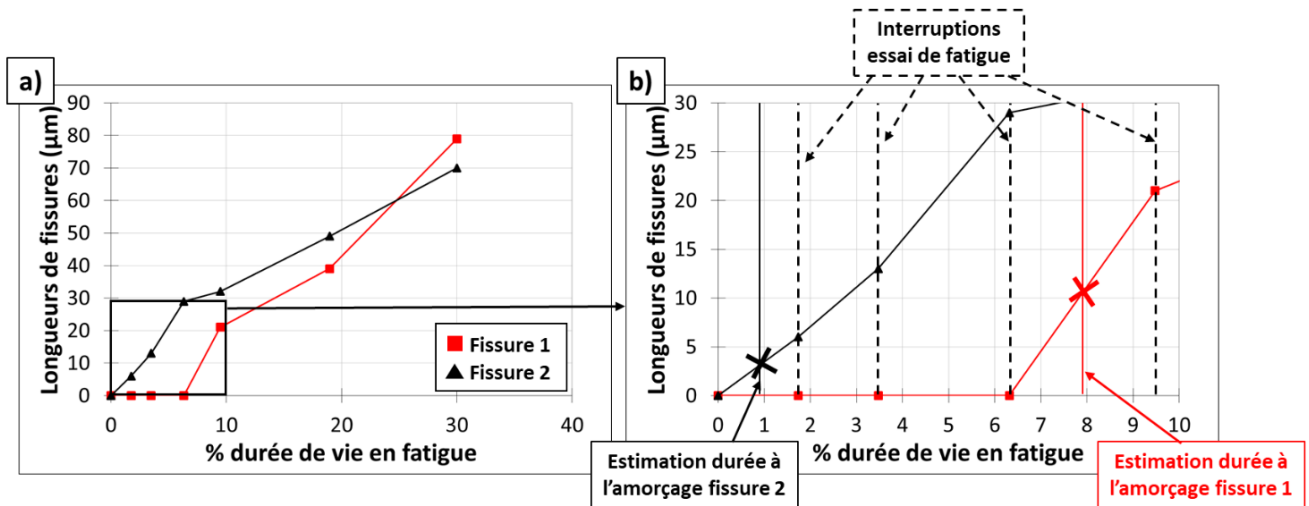 a)
Longueurs de fissures (µm)
90
80
70
60
50
40
30
20
10
0
0
10
20
30
40
% durée de vie en fatigue
Fissure 1
Fissure 2
b)
Interruptions
essai de fatigue
Longueurs de fissures (µm)
30
25
20
15
10
5
0
0
1
2
3
4
5
6
7
8
9
10
% durée de vie en fatigue
Estimation durée à
l'amorçage fissure 2
Estimation durée à
l'amorçage fissure 1